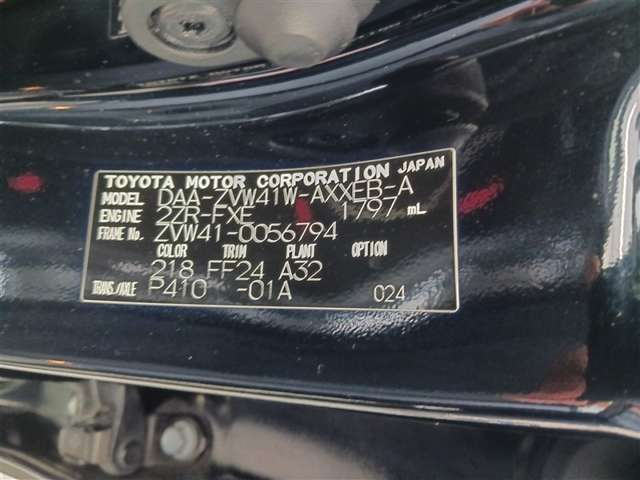 TOYOTA MOTOR CORPORATION JAPAN
MODEL DAA-ZVW41W-AXXEB-A
ENGINE 2ZR-FXE 1797 mL
FRAME No. ZVW41-0056794
COLOR TRIM PLANT OPTION
218 FF24 A32
TRANS./AXLE P410 -01A 024